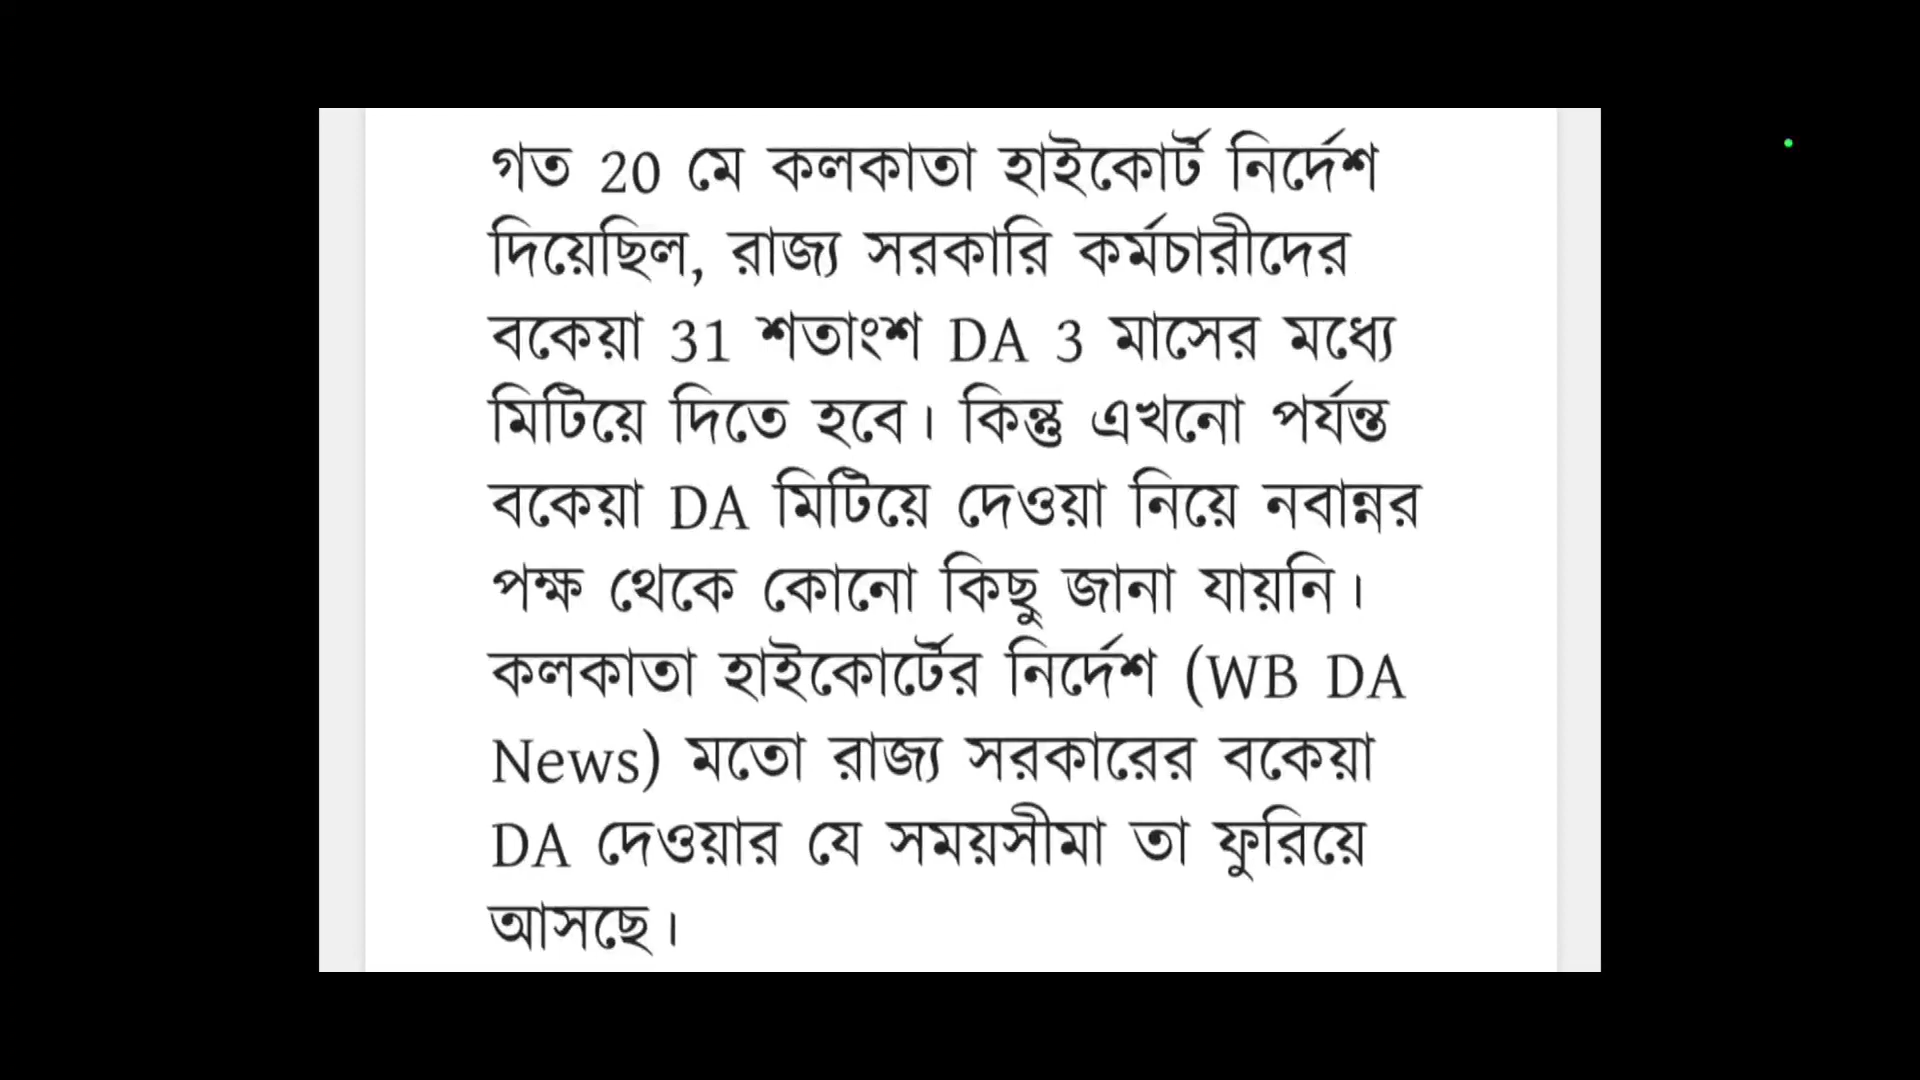 গত 20 মে কলকাতা হাইকোর্ট নির্দেশ
দিয়েছিল, রাজ্য সরকারি কর্মচারীদের
বকেয়া 31 শতাংশ DA 3 মাসের মধ্যে
মিটিয়ে দিতে হবে। কিন্তু এখনো পর্যন্ত
বকেয়া DA মিটিয়ে দেওয়া নিয়ে নবান্নর
পক্ষ থেকে কোনো কিছু জানা যায়নি।
কলকাতা হাইকোর্টের নির্দেশ (WB DA
News) মতো রাজ্য সরকারের বকেয়া
DA দেওয়ার যে সময়সীমা তা ফুরিয়ে
আসছে।